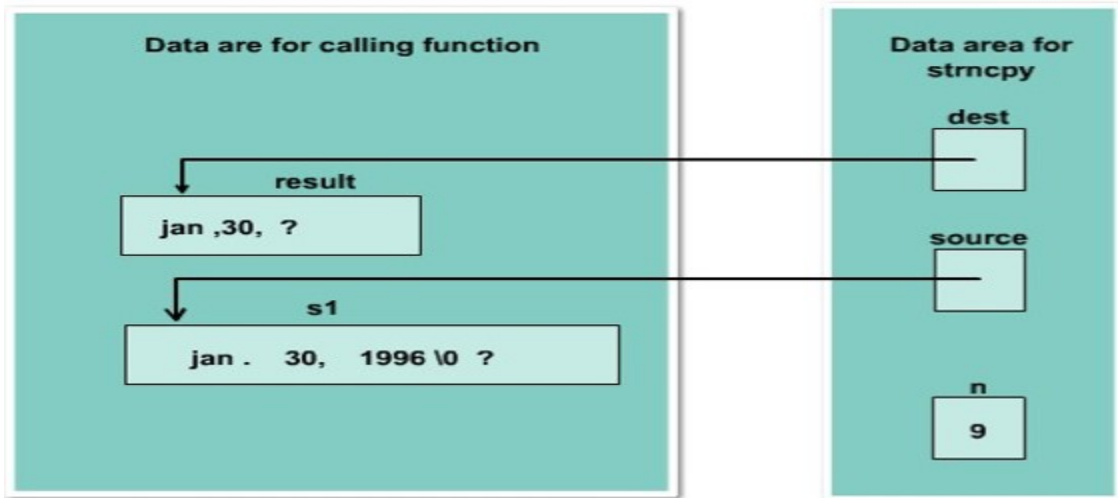 Data are for calling function
result
jan ,30, ?
s1
jan . 30, 1996 \0 ?
Data area for
strncpy
dest
source
n
9